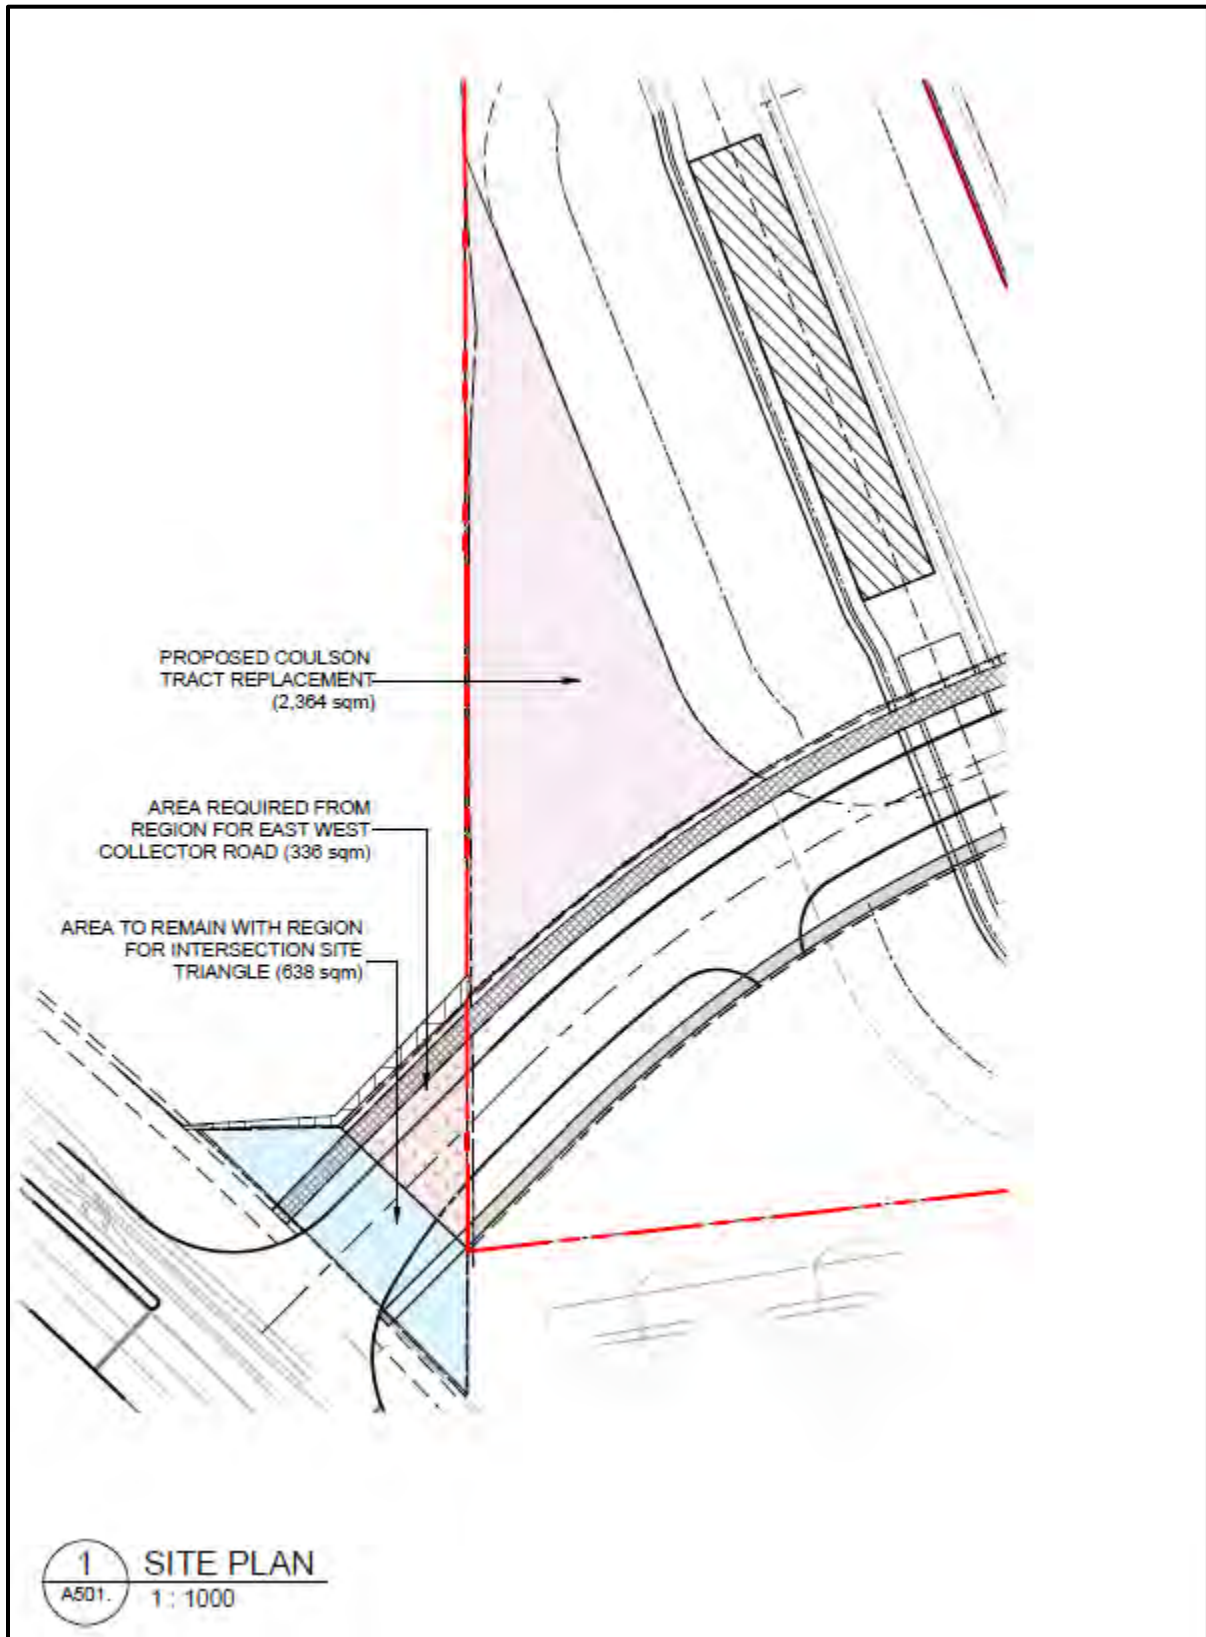 PROPOSED COULSON
TRACT REPLACEMENT
(2,364 sqm)
AREA REQUIRED FROM
REGION FOR EAST WEST
COLLECTOR ROAD (336 sqm)
AREA TO REMAIN WITH REGION
FOR INTERSECTION SITE
TRIANGLE (638 sqm)
1
A501.
SITE PLAN
1 : 1000